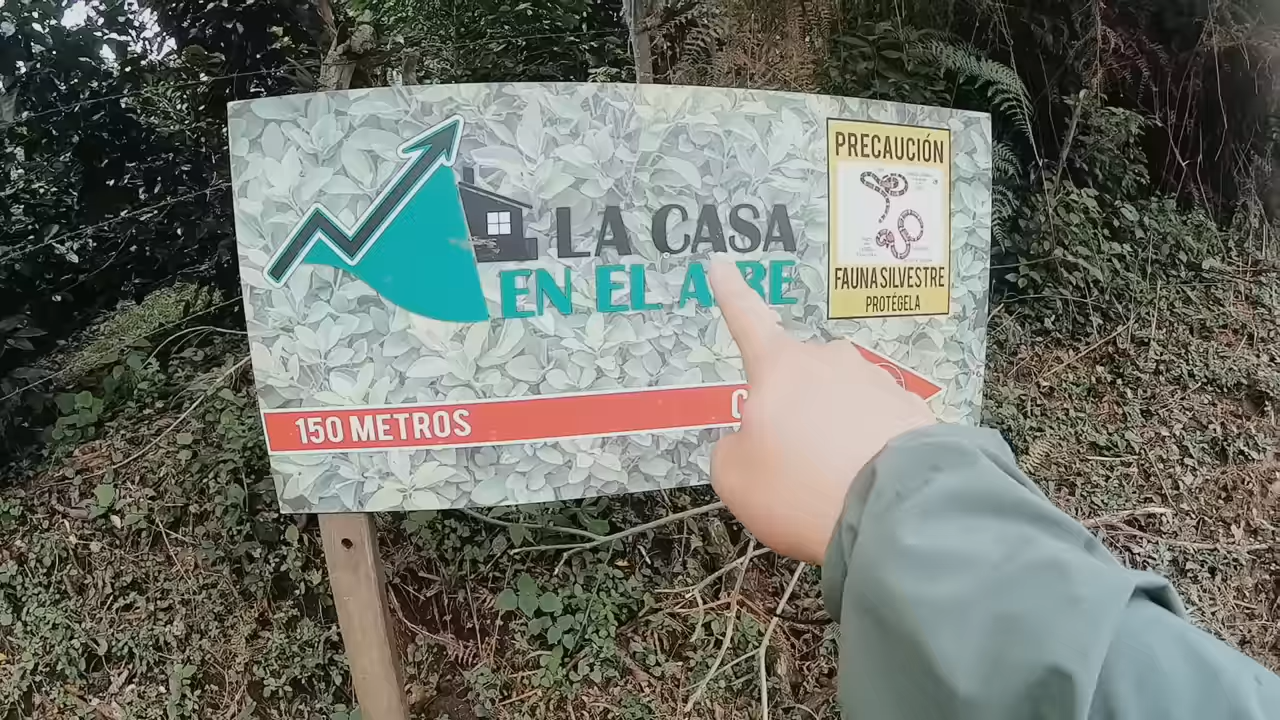 LA CASA
EN EL
PRECAUCIÓN
FAUNA SILVESTRE
PROTÉGELA
150 METROS